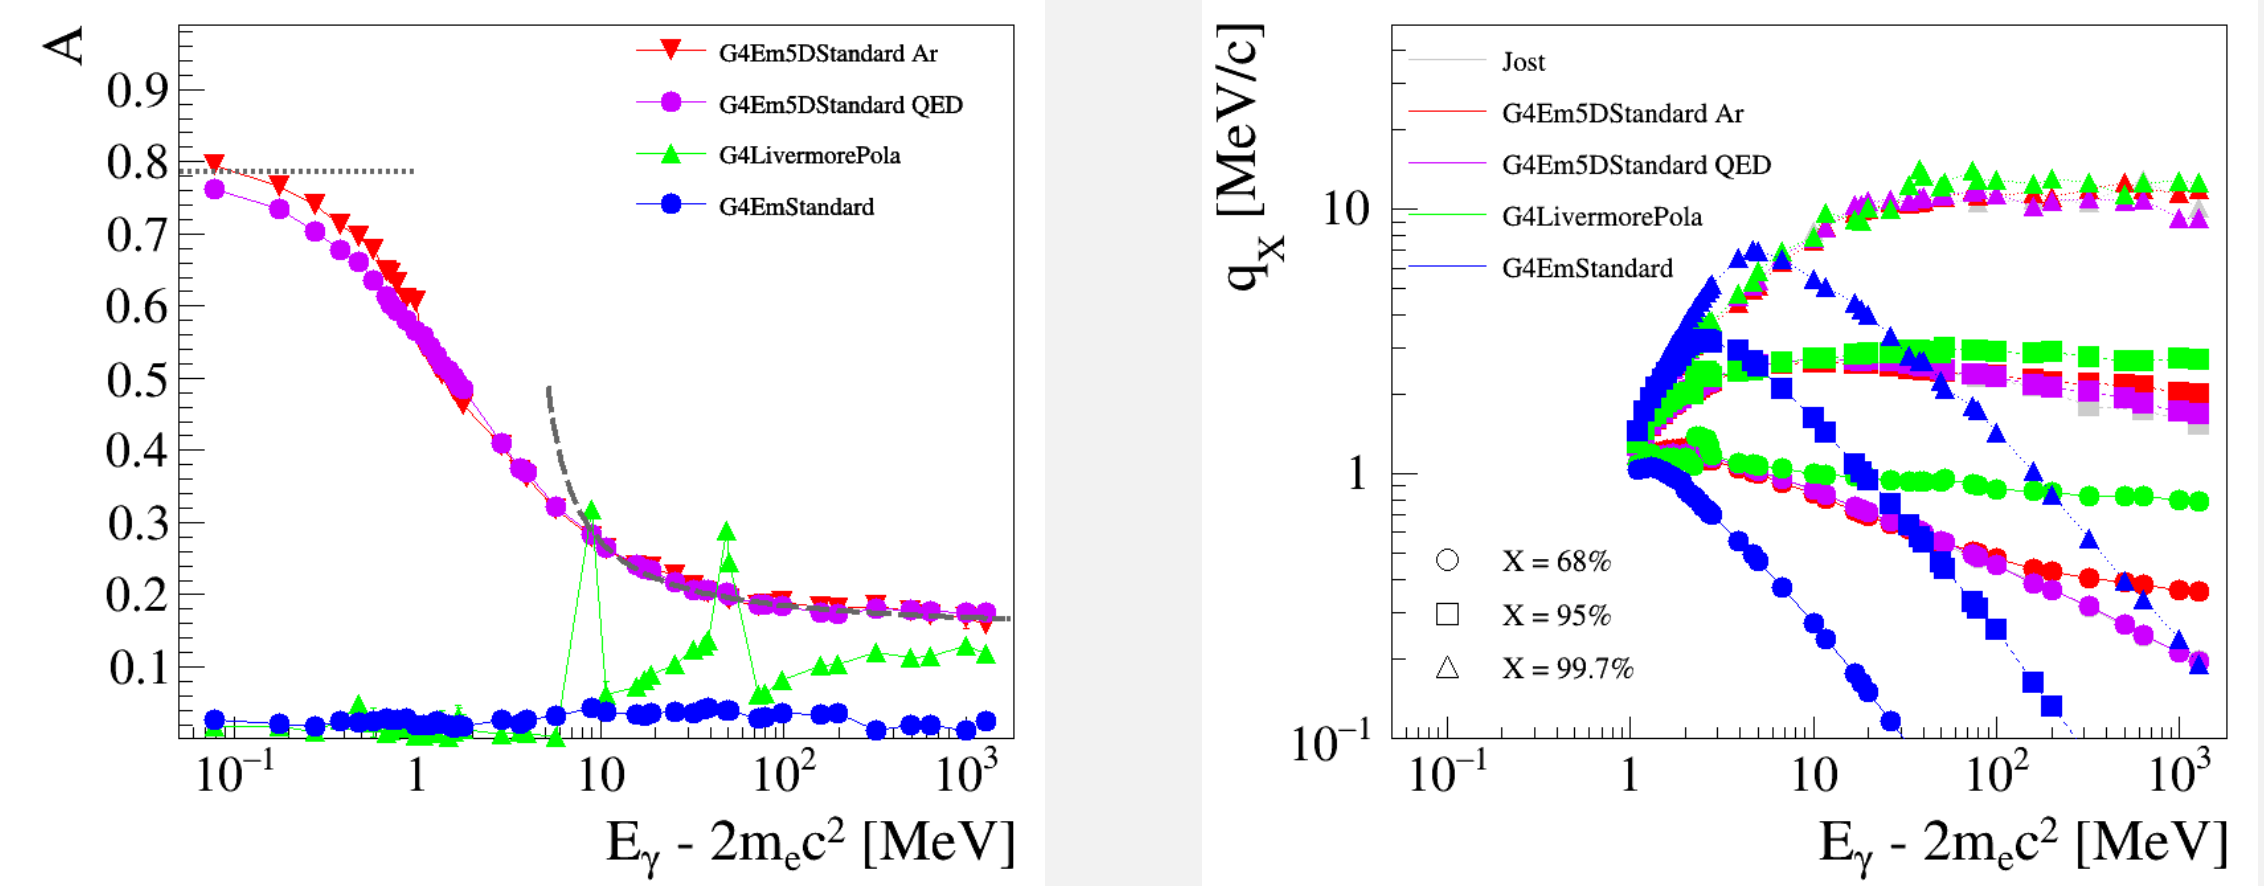 A
0.9
0.8
0.7
0.6
0.5
0.4
0.3
0.2
0.1
G4Em5DStandard Ar
G4Em5DStandard QED
G4LivermorePola
G4EmStandard
10⁻¹ 1 10 10² 10³
Eγ - 2mₑc² [MeV]
qX [MeV/c]
10
1
10⁻¹
Jost
G4Em5DStandard Ar
G4Em5DStandard QED
G4LivermorePola
G4EmStandard
X = 68%
X = 95%
X = 99.7%
10⁻¹ 1 10 10² 10³
Eγ - 2mₑc² [MeV]